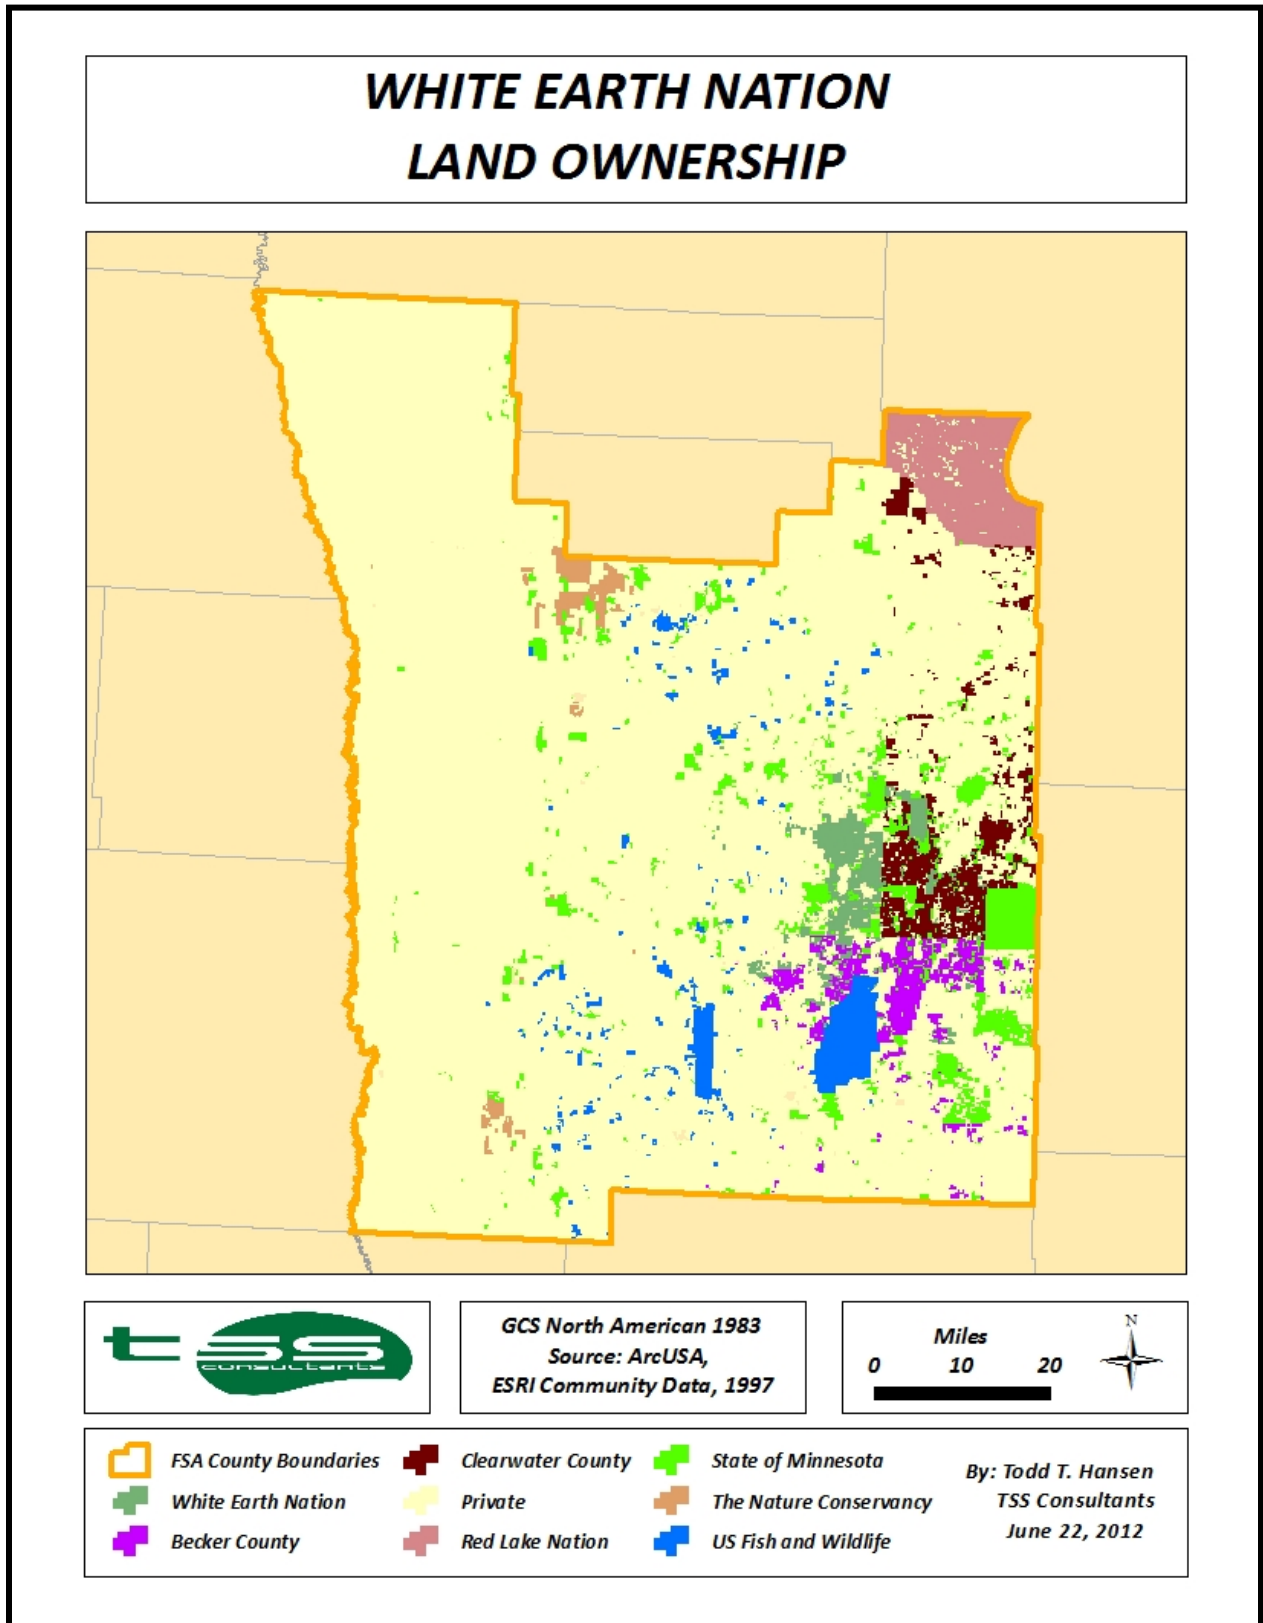 WHITE EARTH NATION
LAND OWNERSHIP
tss
consultants
GCS North American 1983
Source: ArcUSA,
ESRI Community Data, 1997
Miles
0 10 20
N
FSA County Boundaries
White Earth Nation
Becker County
Clearwater County
Private
Red Lake Nation
State of Minnesota
The Nature Conservancy
US Fish and Wildlife
By: Todd T. Hansen
TSS Consultants
June 22, 2012